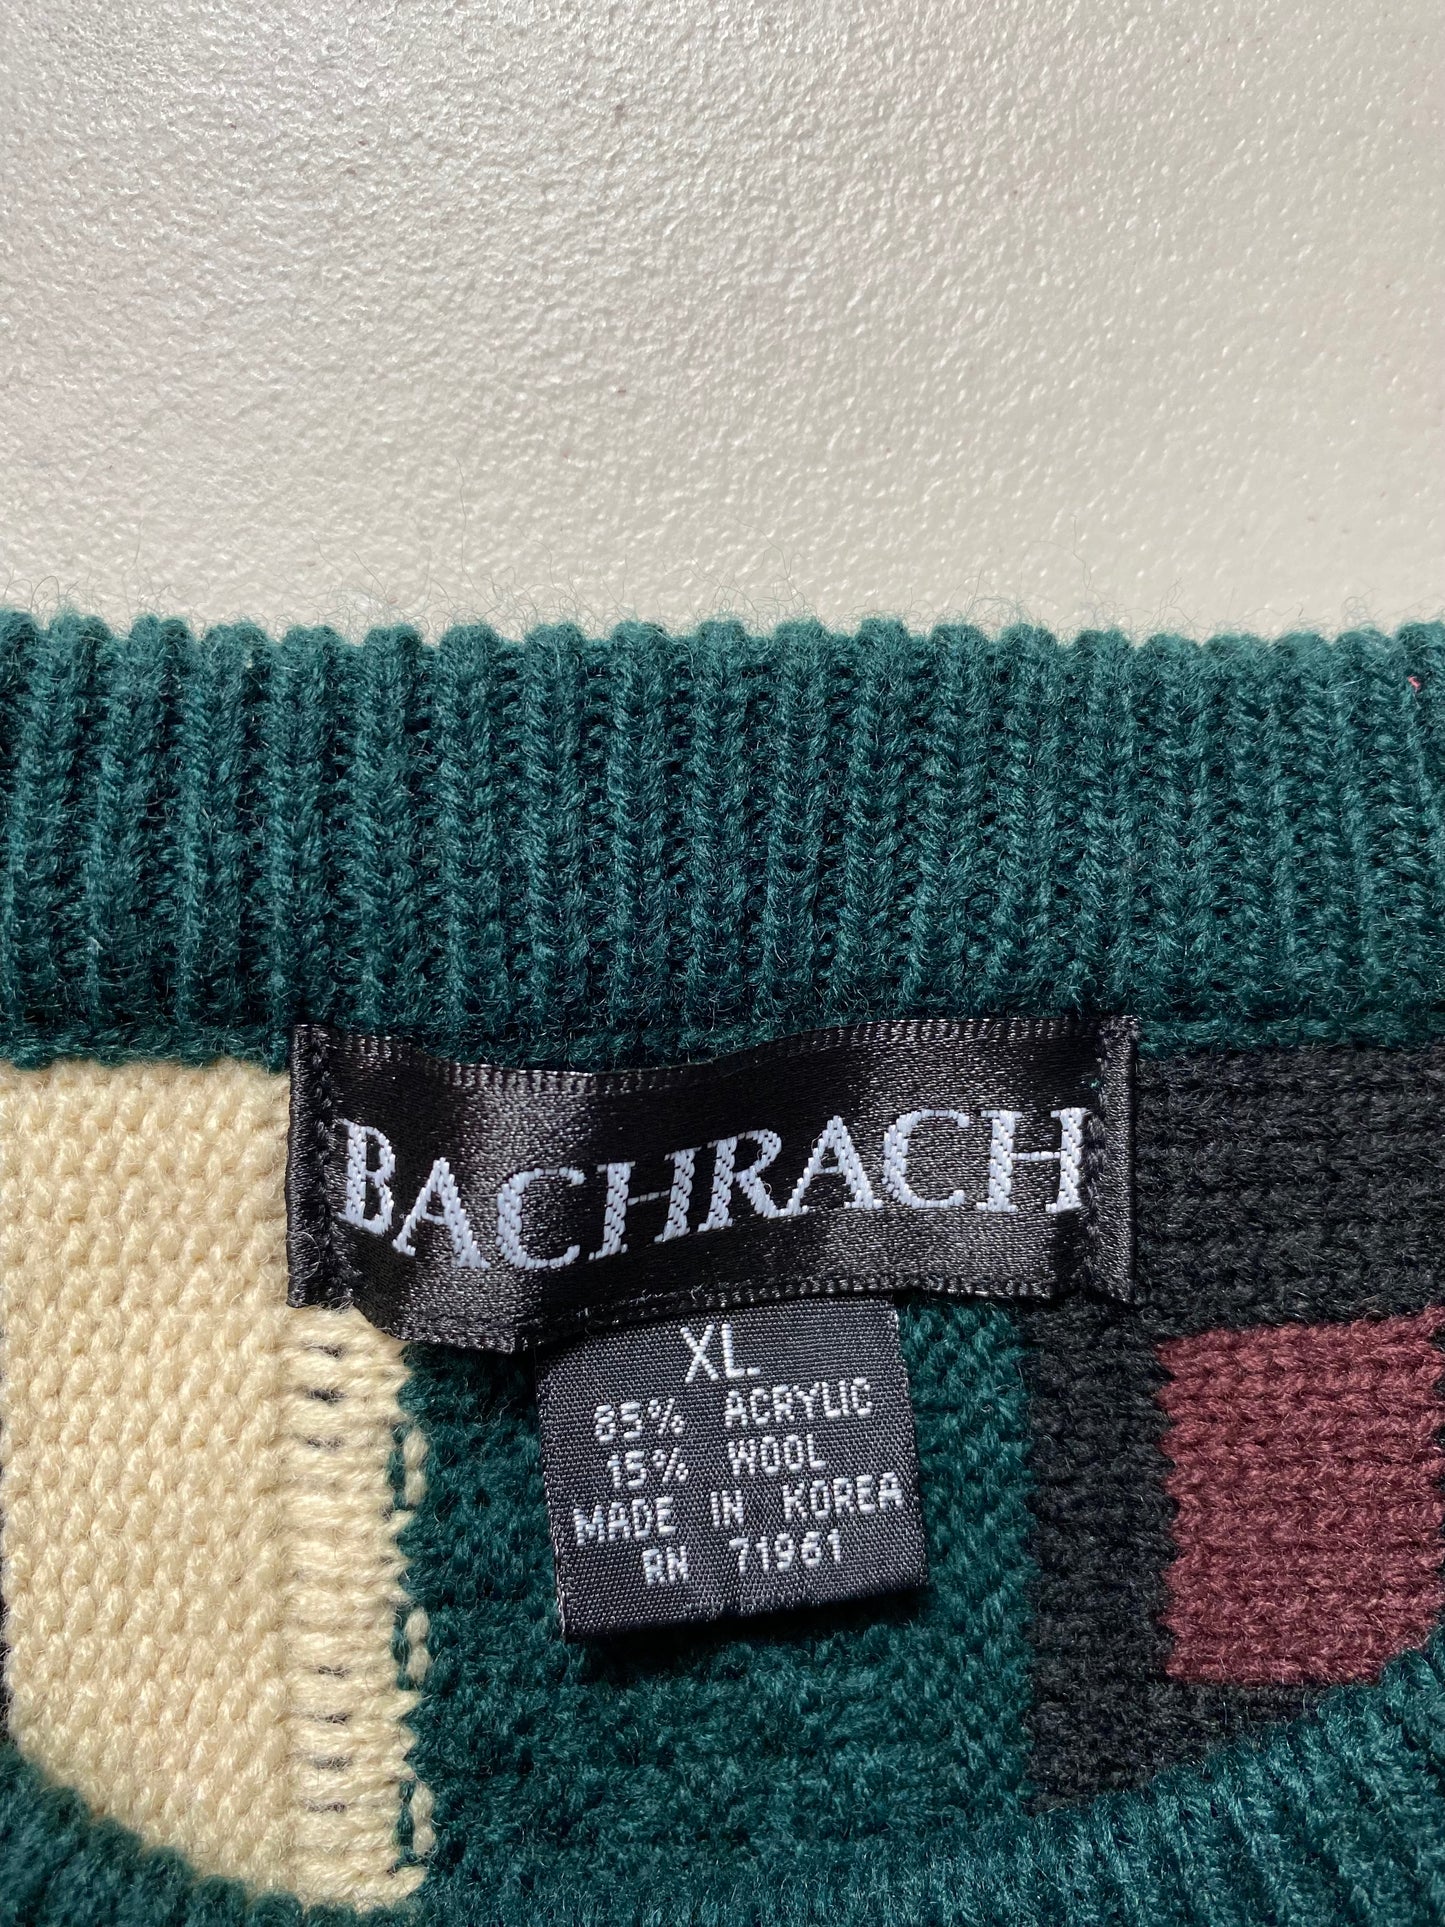 BACHRACH
XL
85% ACRYLIC
15% WOOL
MADE IN KOREA
RN 71961